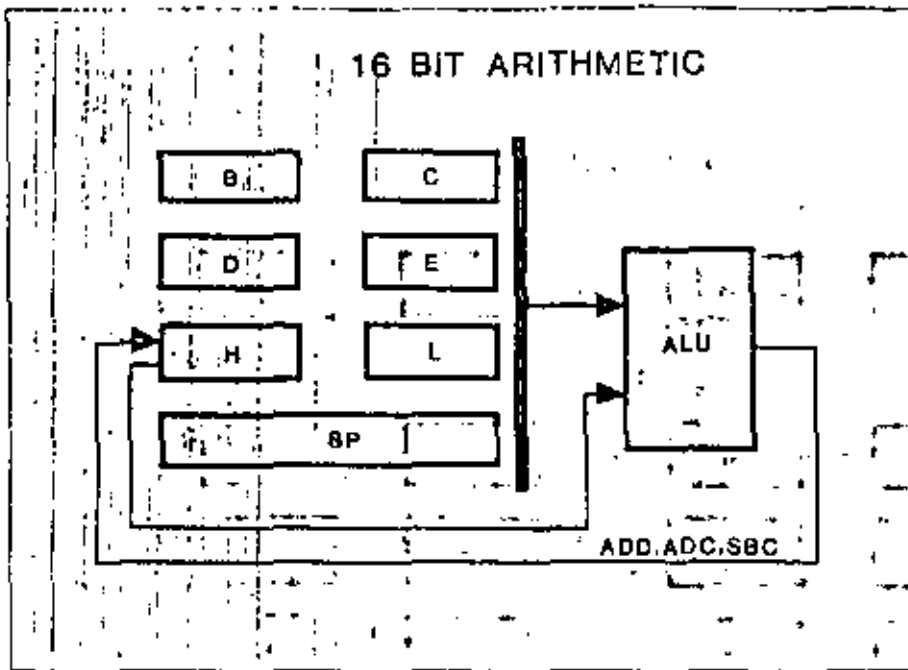 16 BIT ARITHMETIC
B C
D E
ALU
H L
SP
ADD,ADC,SBC